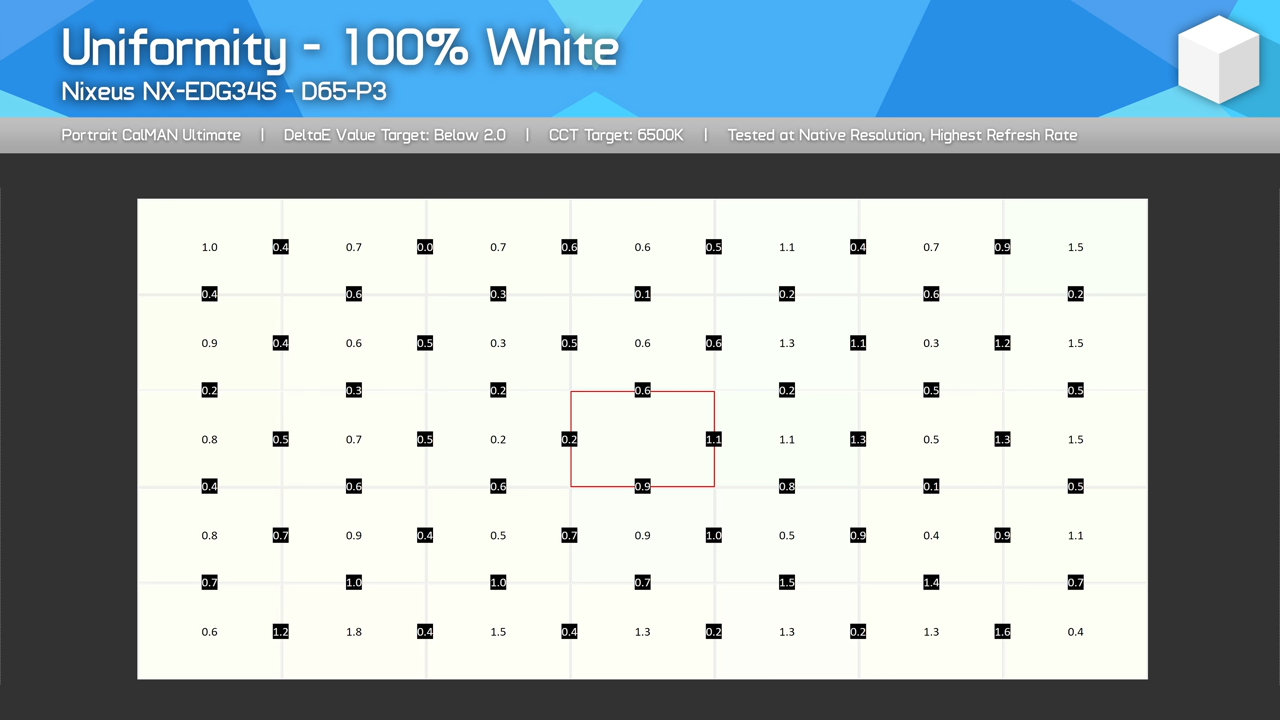 Uniformity - 100% White
Nixeus NX-EDG34S - D65-P3
Portrait CalMAN Ultimate | DeltaE Value Target: Below 2.0 | CCT Target: 6500K | Tested at Native Resolution, Highest Refresh Rate
1.0 0.4 0.7 0.0 0.7 0.6 0.6 0.5 1.1 0.4 0.7 0.9 1.5
0.4 0.6 0.3 0.1 0.2 0.6 0.2
0.9 0.4 0.6 0.5 0.3 0.5 0.6 0.6 1.3 1.1 0.3 1.2 1.5
0.2 0.3 0.2 0.6 0.2 0.5 0.5
0.8 0.5 0.7 0.5 0.2 0.2 1.1 1.1 1.3 0.5 1.3 1.5
0.4 0.6 0.6 0.9 0.8 0.1 0.5
0.8 0.7 0.9 0.4 0.5 0.7 0.9 1.0 0.5 0.9 0.4 0.9 1.1
0.7 1.0 1.0 0.7 1.5 1.4 0.7
0.6 1.2 1.8 0.4 1.5 0.4 1.3 0.2 1.3 0.2 1.3 1.6 0.4